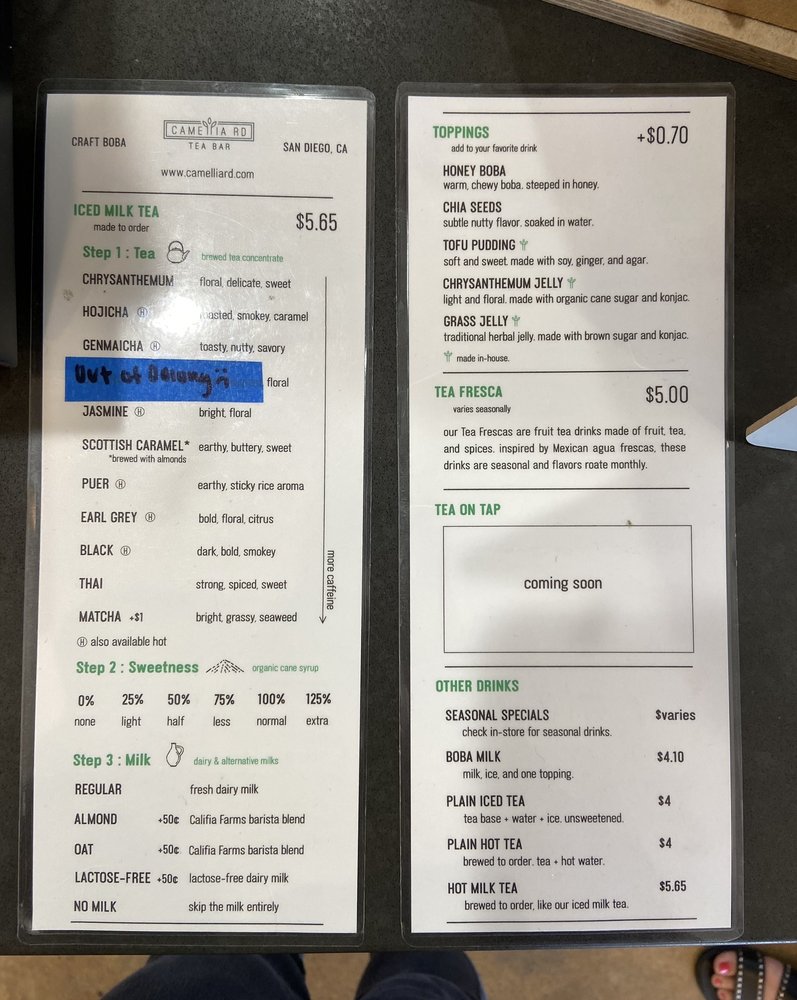 CRAFT BOBA
CAMELLIA RD
TEA BAR
SAN DIEGO, CA
www.camelliard.com
ICED MILK TEA $5.65
made to order
Step 1 : Tea brewed tea concentrate
CHRYSANTHEMUM floral, delicate, sweet
HOJICHA Ⓗ roasted, smokey, caramel
GENMAICHA Ⓗ toasty, nutty, savory
Out of Oolong :( floral
JASMINE Ⓗ bright, floral
SCOTTISH CARAMEL* earthy, buttery, sweet
*brewed with almonds
PUER Ⓗ earthy, sticky rice aroma
EARL GREY Ⓗ bold, floral, citrus
BLACK Ⓗ dark, bold, smokey
THAI strong, spiced, sweet
MATCHA +$1 bright, grassy, seaweed
more caffeine
Ⓗ also available hot
Step 2 : Sweetness organic cane syrup
0% 25% 50% 75% 100% 125%
none light half less normal extra
Step 3 : Milk dairy & alternative milks
REGULAR fresh dairy milk
ALMOND +50¢ Califia Farms barista blend
OAT +50¢ Califia Farms barista blend
LACTOSE-FREE +50¢ lactose-free dairy milk
NO MILK skip the milk entirely
TOPPINGS +$0.70
add to your favorite drink
HONEY BOBA
warm, chewy boba. steeped in honey.
CHIA SEEDS
subtle nutty flavor. soaked in water.
TOFU PUDDING
soft and sweet. made with soy, ginger, and agar.
CHRYSANTHEMUM JELLY
light and floral. made with organic cane sugar and konjac.
GRASS JELLY
traditional herbal jelly. made with brown sugar and konjac.
made in-house.
TEA FRESCA $5.00
varies seasonally
our Tea Frescas are fruit tea drinks made of fruit, tea,
and spices. inspired by Mexican agua frescas, these
drinks are seasonal and flavors roate monthly.
TEA ON TAP
coming soon
OTHER DRINKS
SEASONAL SPECIALS $varies
check in-store for seasonal drinks.
BOBA MILK $4.10
milk, ice, and one topping.
PLAIN ICED TEA $4
tea base + water + ice. unsweetened.
PLAIN HOT TEA $4
brewed to order. tea + hot water.
HOT MILK TEA $5.65
brewed to order, like our iced milk tea.